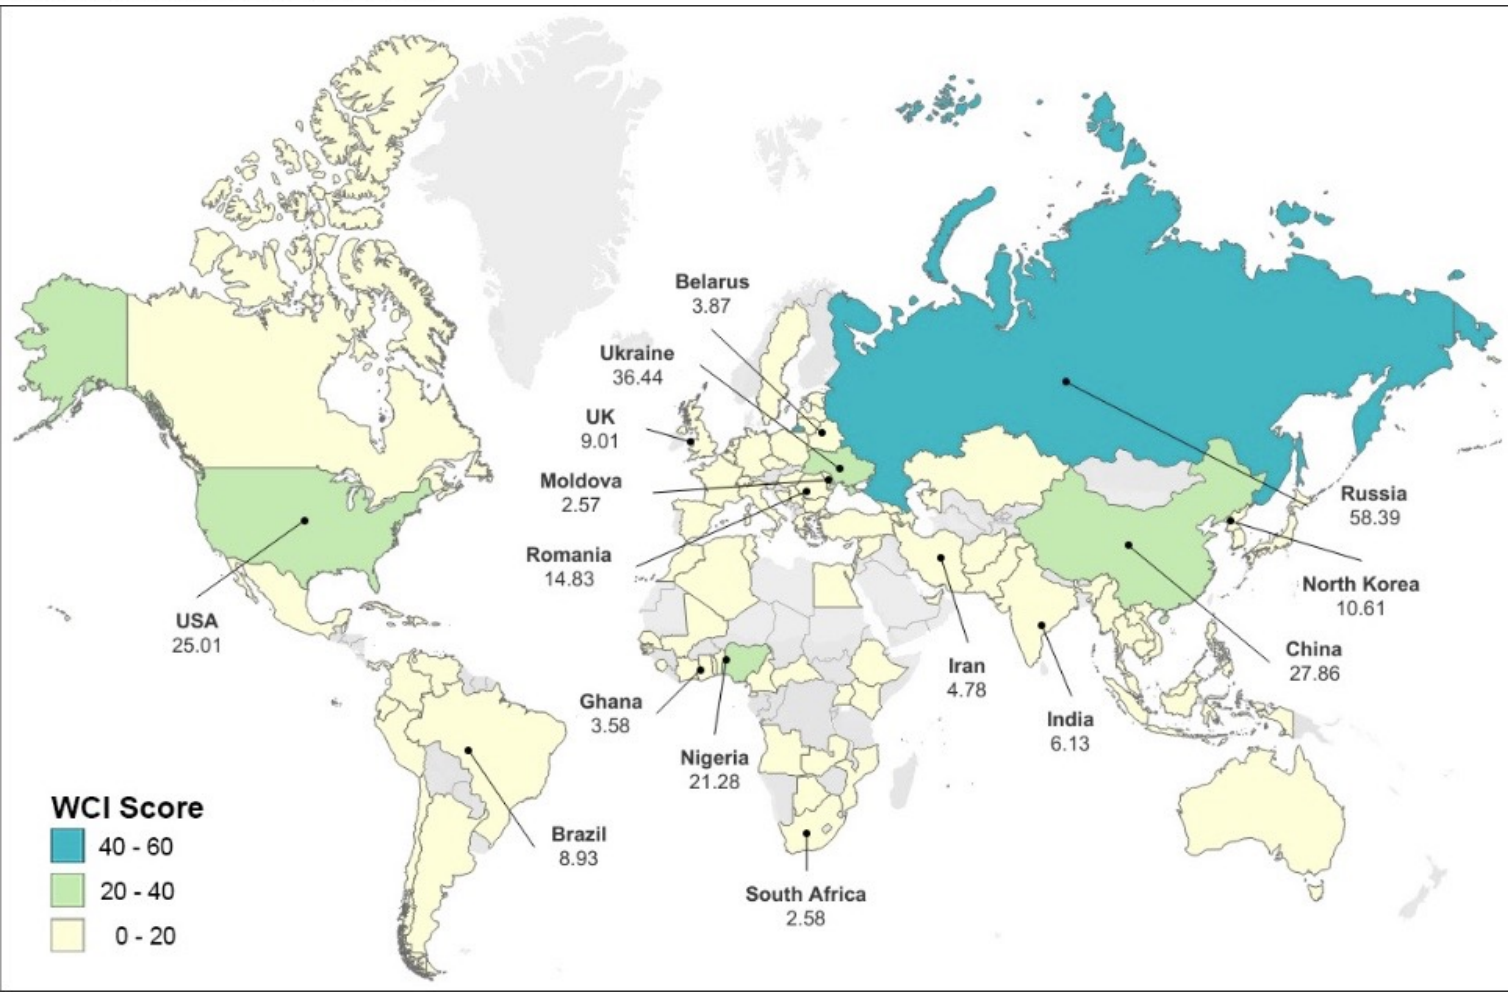 Belarus
3.87
Ukraine
36.44
UK
9.01
Moldova
2.57
Romania
14.83
USA
25.01
Russia
58.39
North Korea
10.61
China
27.86
Iran
4.78
India
6.13
Ghana
3.58
Nigeria
21.28
Brazil
8.93
South Africa
2.58
WCI Score
40 - 60
20 - 40
0 - 20